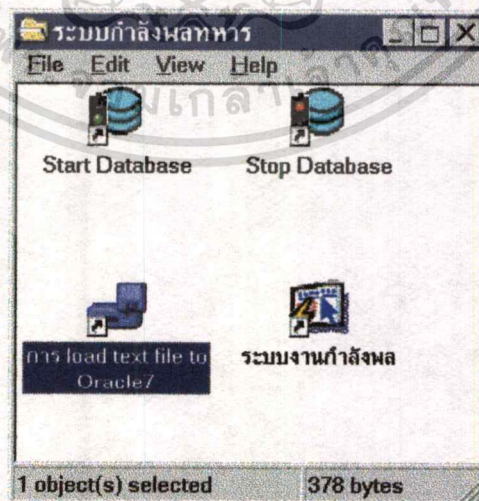 ระบบกำลังพลทหาร
File Edit View Help
Start Database Stop Database
การ load text file to
Oracle7
ระบบงานกำลังพล
1 object(s) selected 378 bytes